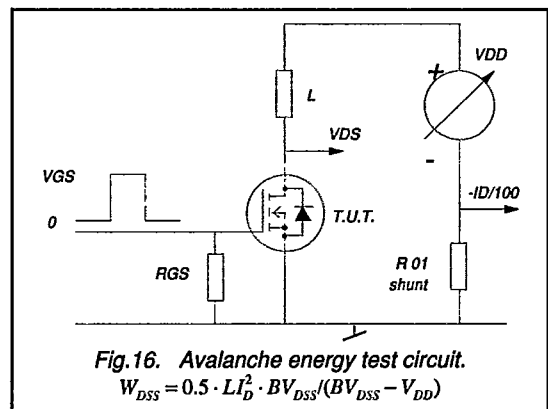 VDD
+
L
VDS
-
VGS
-ID/100
0
T.U.T.
RGS
R 01
shunt
Fig.16. Avalanche energy test circuit.
W_DSS = 0.5 · LI_D^2 · BV_DSS/(BV_DSS − V_DD)